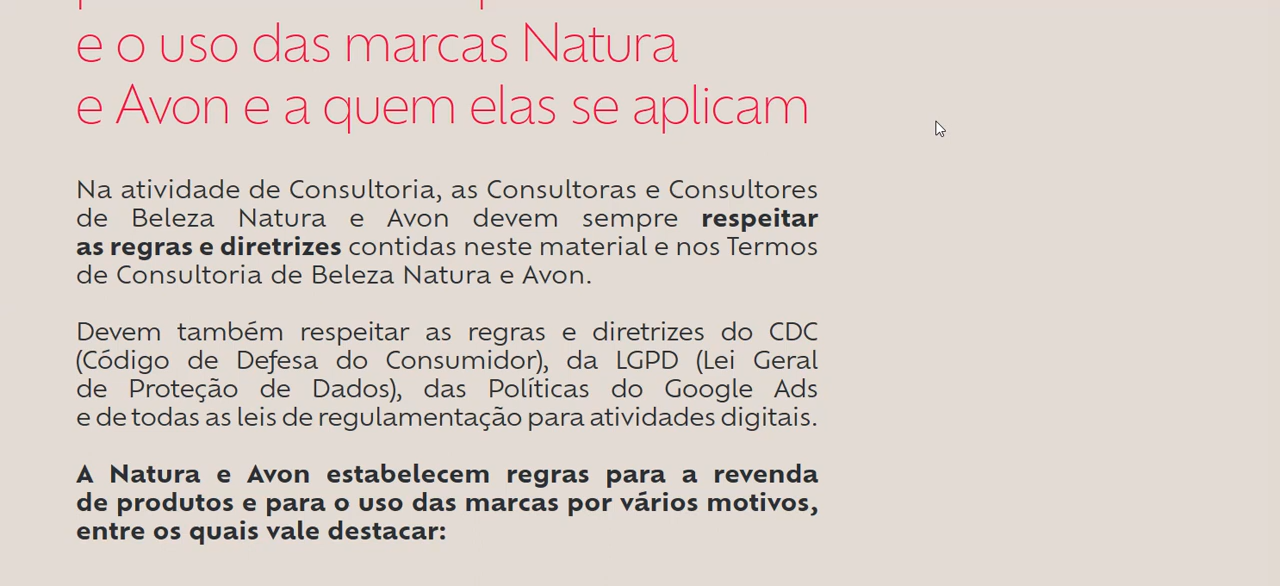 e o uso das marcas Natura
e Avon e a quem elas se aplicam
Na atividade de Consultoria, as Consultoras e Consultores
de Beleza Natura e Avon devem sempre respeitar
as regras e diretrizes contidas neste material e nos Termos
de Consultoria de Beleza Natura e Avon.
Devem também respeitar as regras e diretrizes do CDC
(Código de Defesa do Consumidor), da LGPD (Lei Geral
de Proteção de Dados), das Políticas do Google Ads
e de todas as leis de regulamentação para atividades digitais.
A Natura e Avon estabelecem regras para a revenda
de produtos e para o uso das marcas por vários motivos,
entre os quais vale destacar: